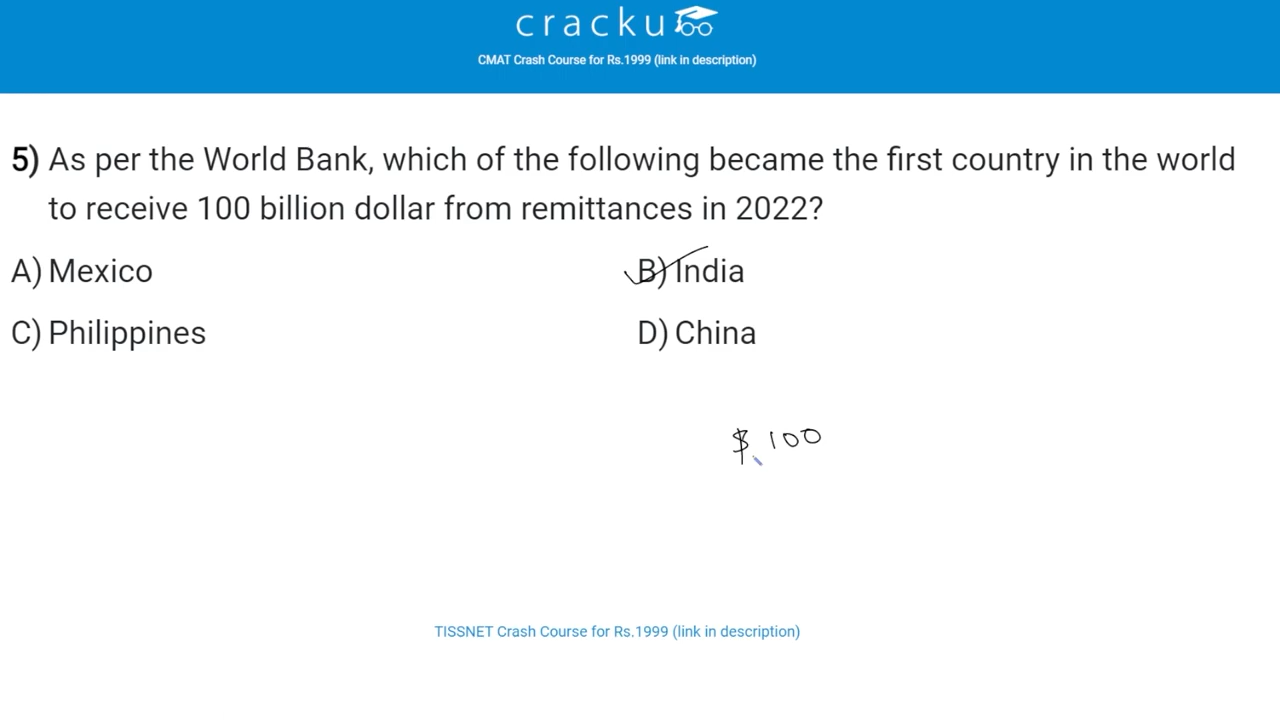 cracku
CMAT Crash Course for Rs.1999 (link in description)
5) As per the World Bank, which of the following became the first country in the world
to receive 100 billion dollar from remittances in 2022?
A) Mexico
B) India
C) Philippines
D) China
$ 100
TISSNET Crash Course for Rs.1999 (link in description)